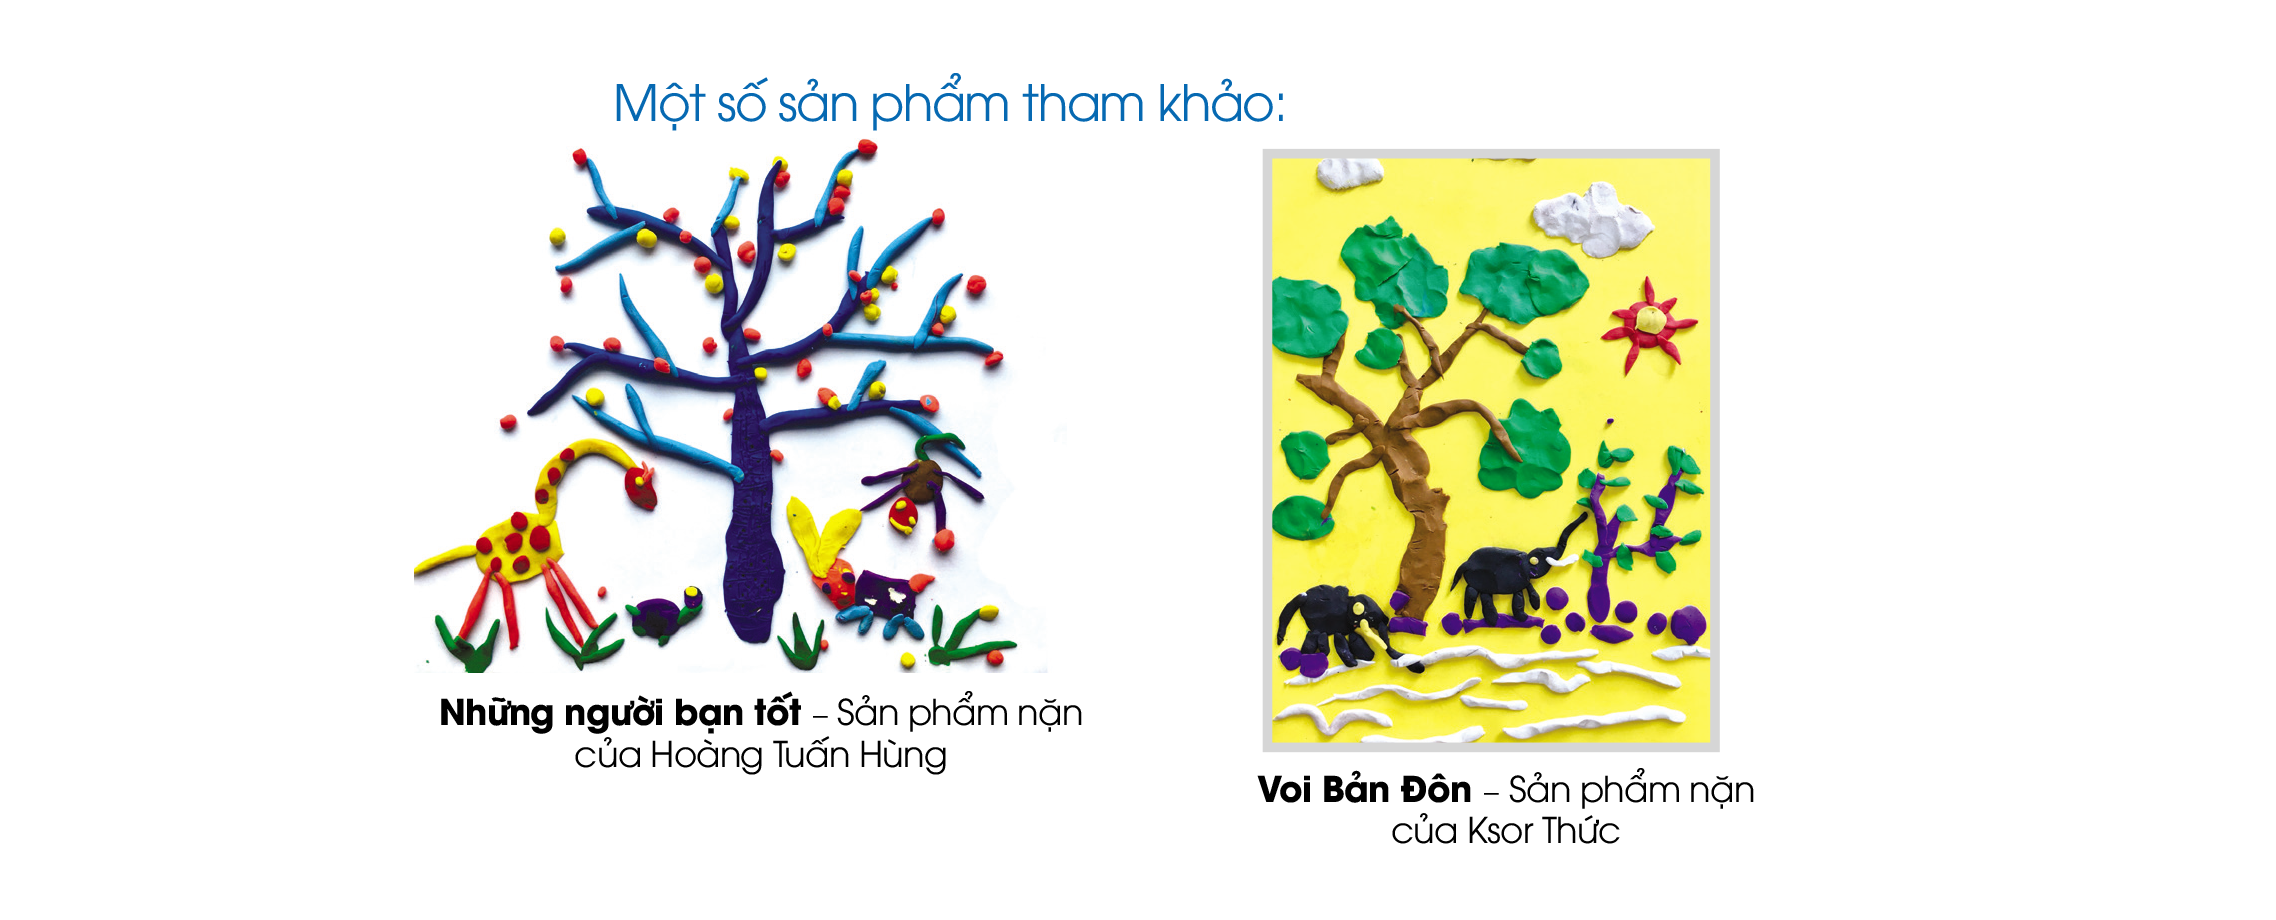 Một số sản phẩm tham khảo:
Những người bạn tốt – Sản phẩm nặn
của Hoàng Tuấn Hùng
Voi Bản Đôn – Sản phẩm nặn
của Ksor Thức